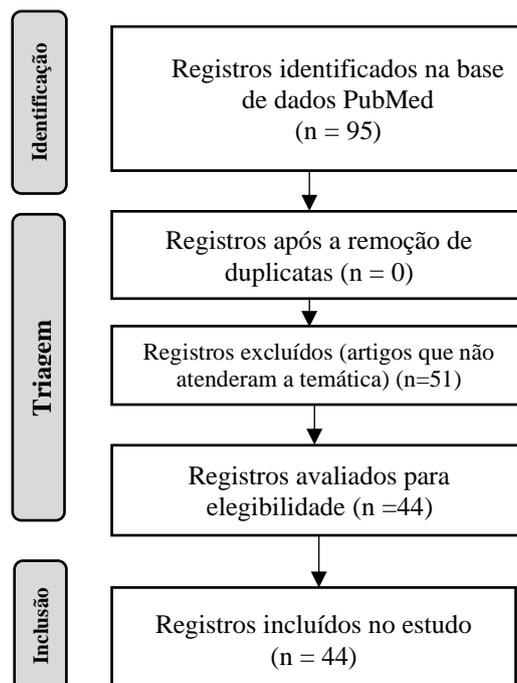 Identificação
Registros identificados na base
de dados PubMed
(n = 95)
Triagem
Registros após a remoção de
duplicatas (n = 0)
Registros excluídos (artigos que não
atenderam a temática) (n=51)
Registros avaliados para
elegibilidade (n =44)
Inclusão
Registros incluídos no estudo
(n = 44)